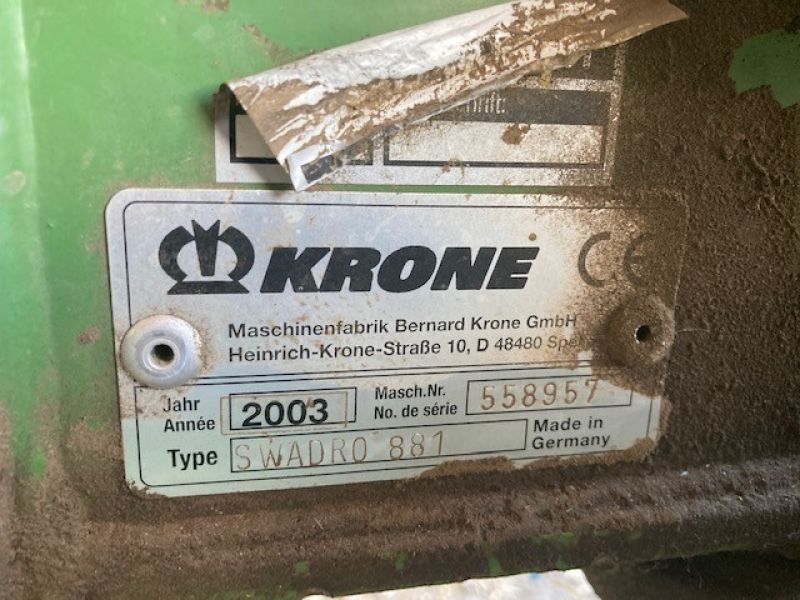 KRONE
CE
Maschinenfabrik Bernard Krone GmbH
Heinrich-Krone-Straße 10, D 48480
Jahr
Année
2003
Masch.Nr.
No. de série
558957
Type
SWADRO 881
Made in
Germany